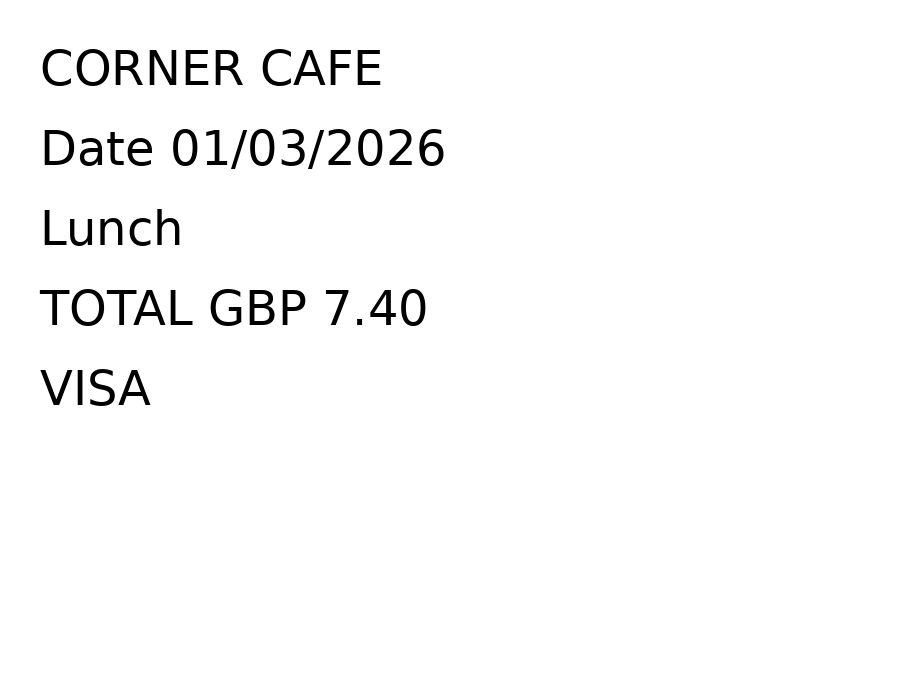 CORNER CAFE
Date 01/03/2026
Lunch
TOTAL GBP 7.40
VISA